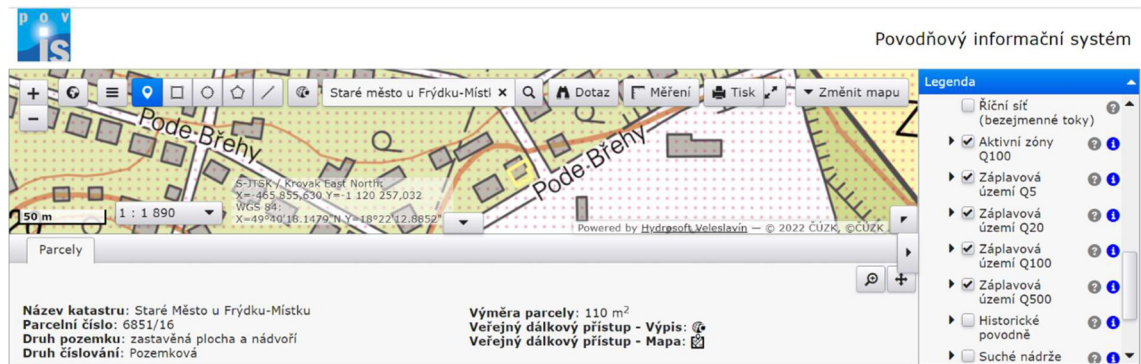 pov
is
Povodňový informační systém
Staré město u Frýdku-Místi
Dotaz
Měření
Tisk
Změnit mapu
Legenda
Říční síť
(bezejmenné toky)
Aktivní zóny
Q100
Záplavová
území Q5
Záplavová
území Q20
Záplavová
území Q100
Záplavová
území Q500
Historické
povodně
Suché nádrže
Pode Břehy
Pode Břehy
S-JTSK / Krovak East North:
X=-465 855,630 Y=-1 120 257,032
WGS 84:
X=49°40'18.1479"N Y=18°22'12.8852"
50 m
1 : 1 890
Powered by Hydrosoft Veleslavín — © 2022 ČÚZK, ©ČÚZK
Parcely
Název katastru: Staré Město u Frýdku-Místku
Parcelní číslo: 6851/16
Druh pozemku: zastavěná plocha a nádvoří
Druh číslování: Pozemková
Výměra parcely: 110 m²
Veřejný dálkový přístup - Výpis:
Veřejný dálkový přístup - Mapa: